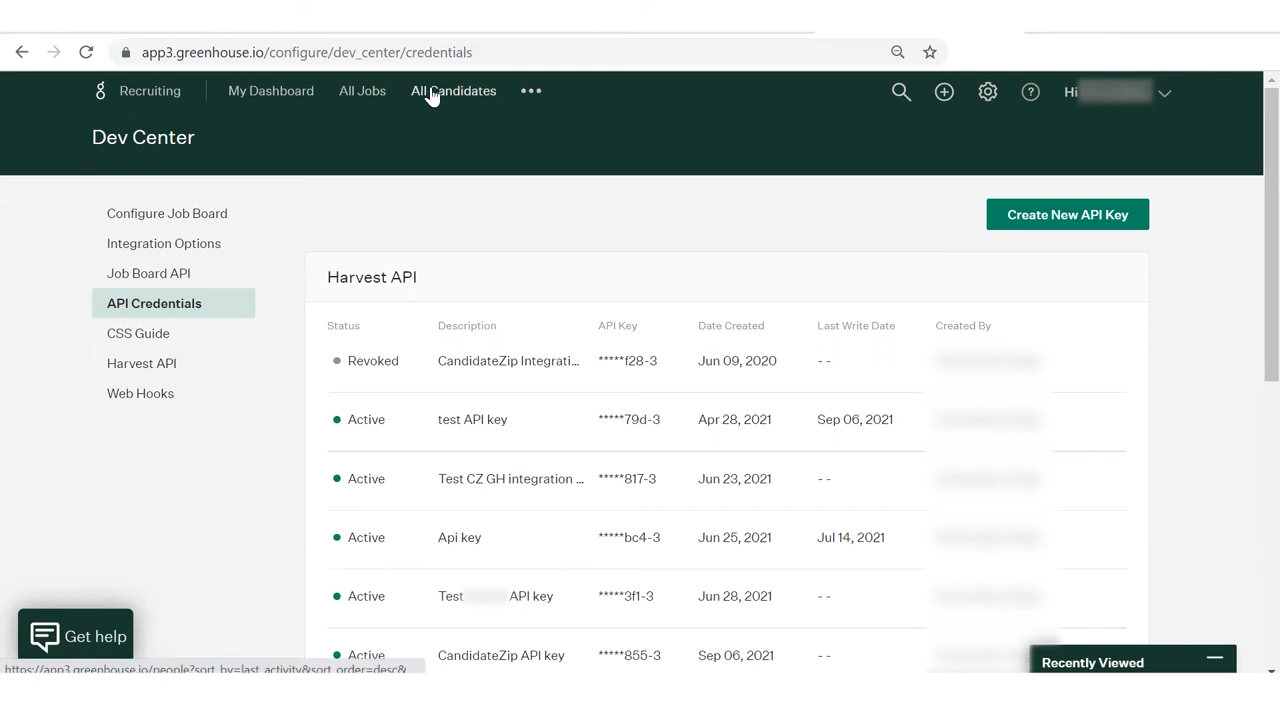 app3.greenhouse.io/configure/dev_center/credentials
Recruiting My Dashboard All Jobs All Candidates ••• Hi
Dev Center
Configure Job Board
Integration Options
Job Board API
API Credentials
CSS Guide
Harvest API
Web Hooks
Create New API Key
Harvest API
Status Description API Key Date Created Last Write Date Created By
Revoked CandidateZip Integrati... *****f28-3 Jun 09, 2020 - -
Active test API key *****79d-3 Apr 28, 2021 Sep 06, 2021
Active Test CZ GH integration ... *****817-3 Jun 23, 2021 - -
Active Api key *****bc4-3 Jun 25, 2021 Jul 14, 2021
Active Test API key *****3f1-3 Jun 28, 2021 - -
Active CandidateZip API key *****855-3 Sep 06, 2021 - -
Get help
https://app3.greenhouse.io/people?sort_by=last_activity&sort_order=desc&...
Recently Viewed